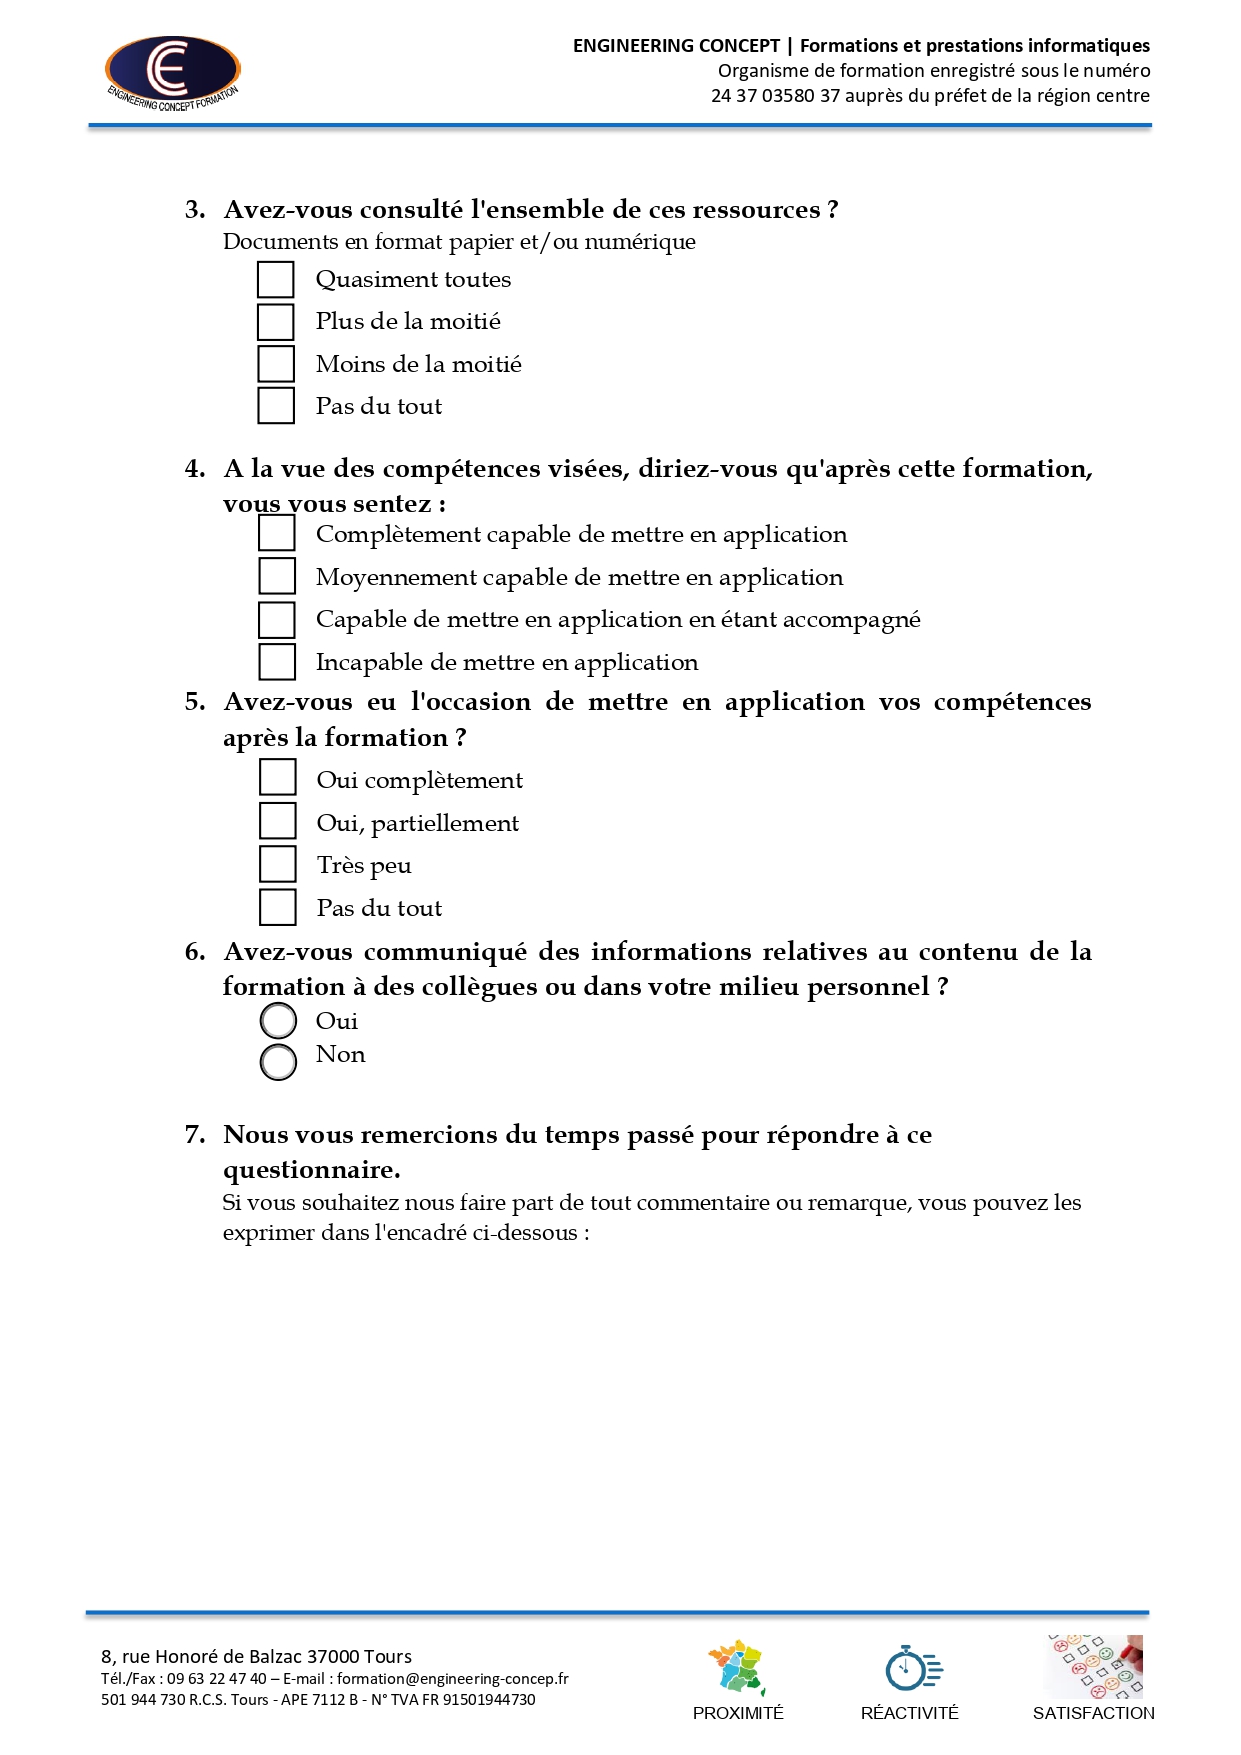 ENGINEERING CONCEPT FORMATION
ENGINEERING CONCEPT | Formations et prestations informatiques
Organisme de formation enregistré sous le numéro
24 37 03580 37 auprès du préfet de la région centre
3. Avez-vous consulté l'ensemble de ces ressources ?
Documents en format papier et/ou numérique
Quasiment toutes
Plus de la moitié
Moins de la moitié
Pas du tout
4. A la vue des compétences visées, diriez-vous qu'après cette formation,
vous vous sentez :
Complètement capable de mettre en application
Moyennement capable de mettre en application
Capable de mettre en application en étant accompagné
Incapable de mettre en application
5. Avez-vous eu l'occasion de mettre en application vos compétences
après la formation ?
Oui complètement
Oui, partiellement
Très peu
Pas du tout
6. Avez-vous communiqué des informations relatives au contenu de la
formation à des collègues ou dans votre milieu personnel ?
Oui
Non
7. Nous vous remercions du temps passé pour répondre à ce
questionnaire.
Si vous souhaitez nous faire part de tout commentaire ou remarque, vous pouvez les
exprimer dans l'encadré ci-dessous :
8, rue Honoré de Balzac 37000 Tours
Tél./Fax : 09 63 22 47 40 – E-mail : formation@engineering-concep.fr
501 944 730 R.C.S. Tours - APE 7112 B - N° TVA FR 91501944730
PROXIMITÉ
RÉACTIVITÉ
SATISFACTION